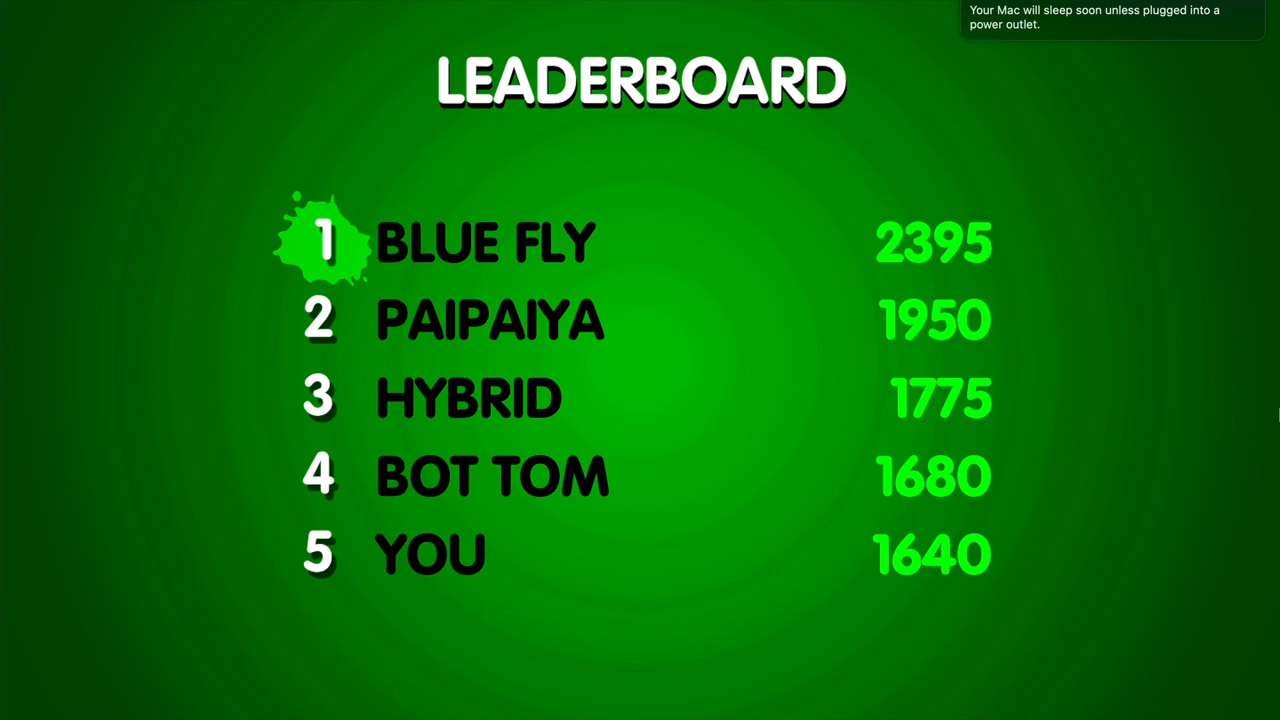 Your Mac will sleep soon unless plugged into a
power outlet.
LEADERBOARD
1 BLUE FLY 2395
2 PAIPAIYA 1950
3 HYBRID 1775
4 BOT TOM 1680
5 YOU 1640